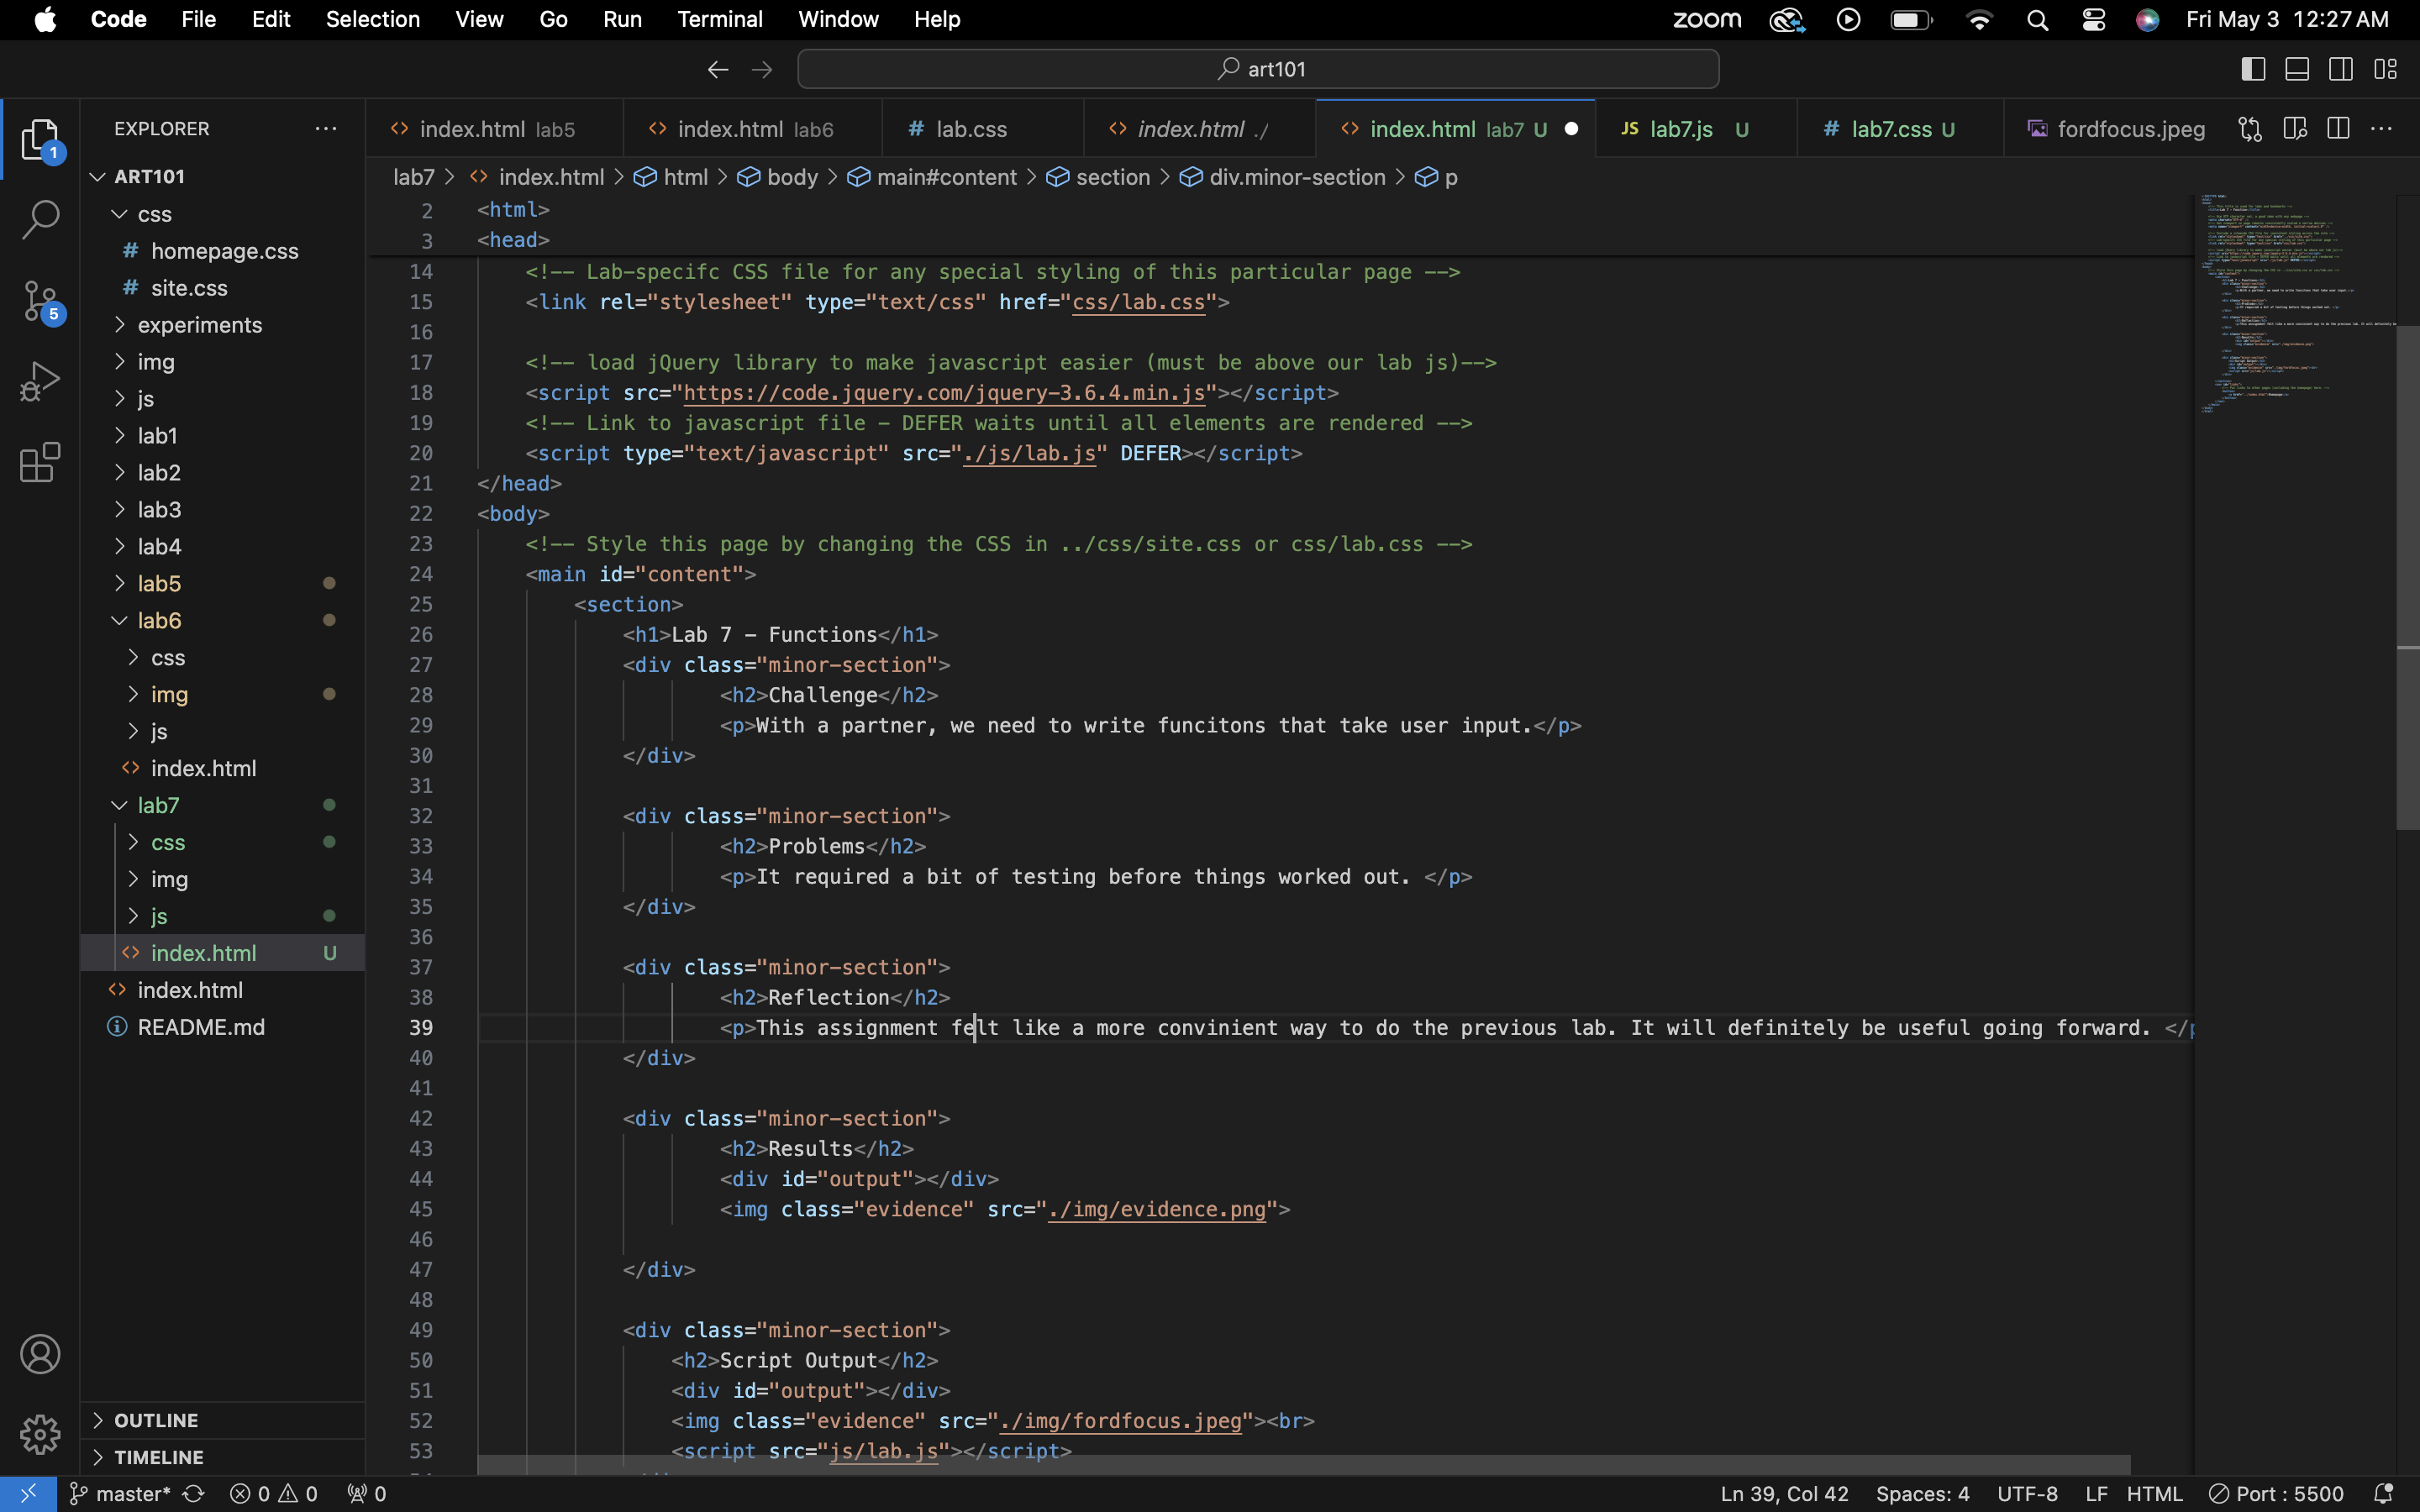 Code File Edit Selection View Go Run Terminal Window Help zoom Fri May 3 12:27 AM
art101
EXPLORER
index.html lab5 index.html lab6 # lab.css index.html ./ index.html lab7 U JS lab7.js U # lab7.css U fordfocus.jpeg
lab7 > index.html > html > body > main#content > section > div.minor-section > p
1
ART101
css
# homepage.css
# site.css
experiments
5
img
js
lab1
lab2
lab3
lab4
lab5
lab6
css
img
js
index.html
lab7
css
img
js
index.html U
index.html
README.md
OUTLINE
TIMELINE
2 <html>
3 <head>
14 <!-- Lab-specifc CSS file for any special styling of this particular page -->
15 <link rel="stylesheet" type="text/css" href="css/lab.css">
16
17 <!-- load jQuery library to make javascript easier (must be above our lab js)-->
18 <script src="https://code.jquery.com/jquery-3.6.4.min.js"></script>
19 <!-- Link to javascript file - DEFER waits until all elements are rendered -->
20 <script type="text/javascript" src="./js/lab.js" DEFER></script>
21 </head>
22 <body>
23 <!-- Style this page by changing the CSS in ../css/site.css or css/lab.css -->
24 <main id="content">
25 <section>
26 <h1>Lab 7 - Functions</h1>
27 <div class="minor-section">
28 <h2>Challenge</h2>
29 <p>With a partner, we need to write funcitons that take user input.</p>
30 </div>
31
32 <div class="minor-section">
33 <h2>Problems</h2>
34 <p>It required a bit of testing before things worked out. </p>
35 </div>
36
37 <div class="minor-section">
38 <h2>Reflection</h2>
39 <p>This assignment felt like a more convinient way to do the previous lab. It will definitely be useful going forward. </p
40 </div>
41
42 <div class="minor-section">
43 <h2>Results</h2>
44 <div id="output"></div>
45 <img class="evidence" src="./img/evidence.png">
46
47 </div>
48
49 <div class="minor-section">
50 <h2>Script Output</h2>
51 <div id="output"></div>
52 <img class="evidence" src="./img/fordfocus.jpeg"><br>
53 <script src="js/lab.js"></script>
master* 0 0 0 Ln 39, Col 42 Spaces: 4 UTF-8 LF HTML Port : 5500